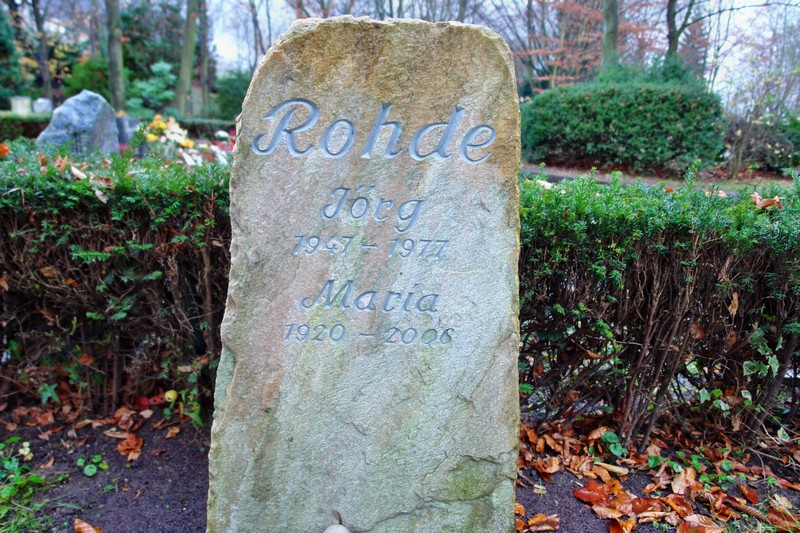 Rohde
Jörg
1947 – 1977
Maria
1920 – 2006